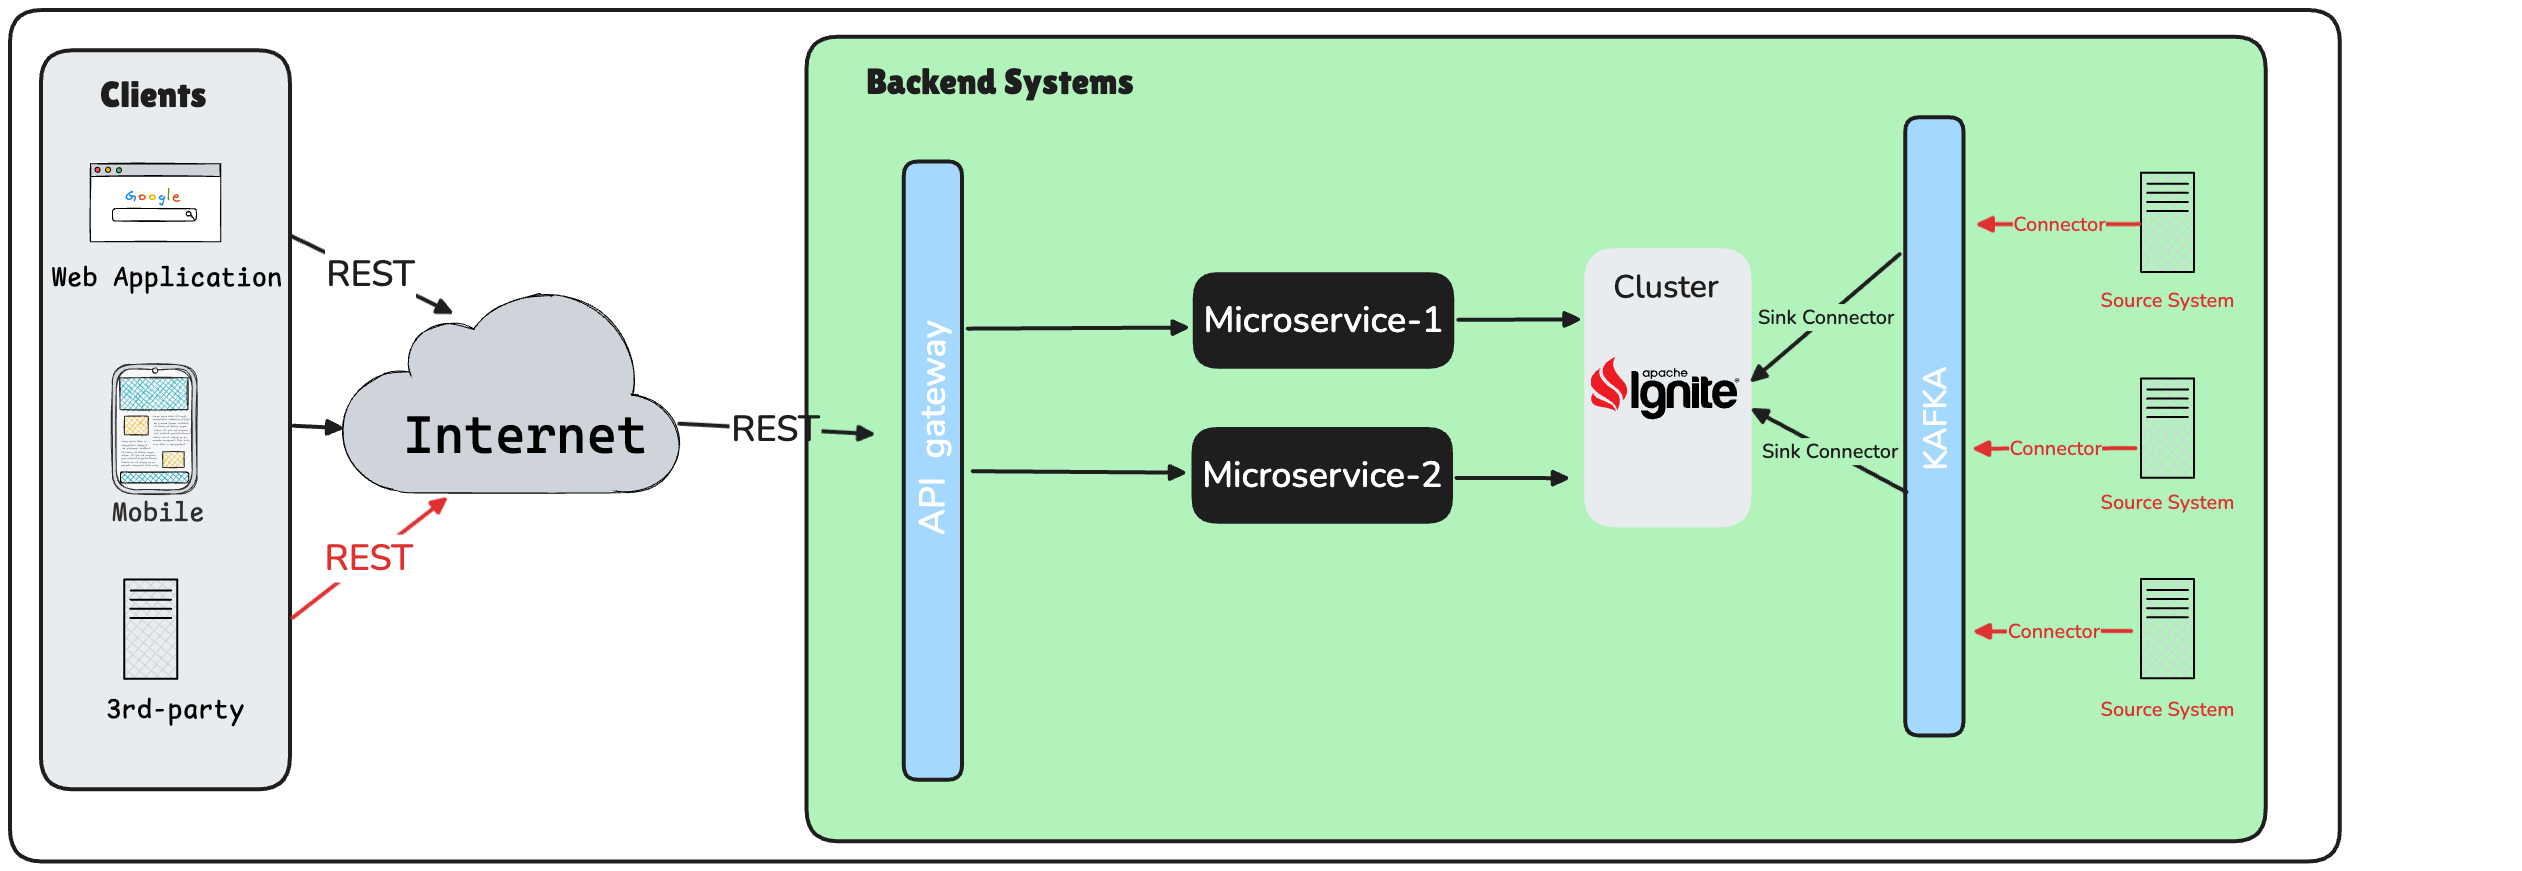 Clients
Google
Web Application
Mobile
3rd-party
REST
REST
Internet
REST
Backend Systems
API gateway
Microservice-1
Microservice-2
Cluster
apache
Ignite®
Sink Connector
Sink Connector
KAFKA
Connector
Source System
Connector
Source System
Connector
Source System